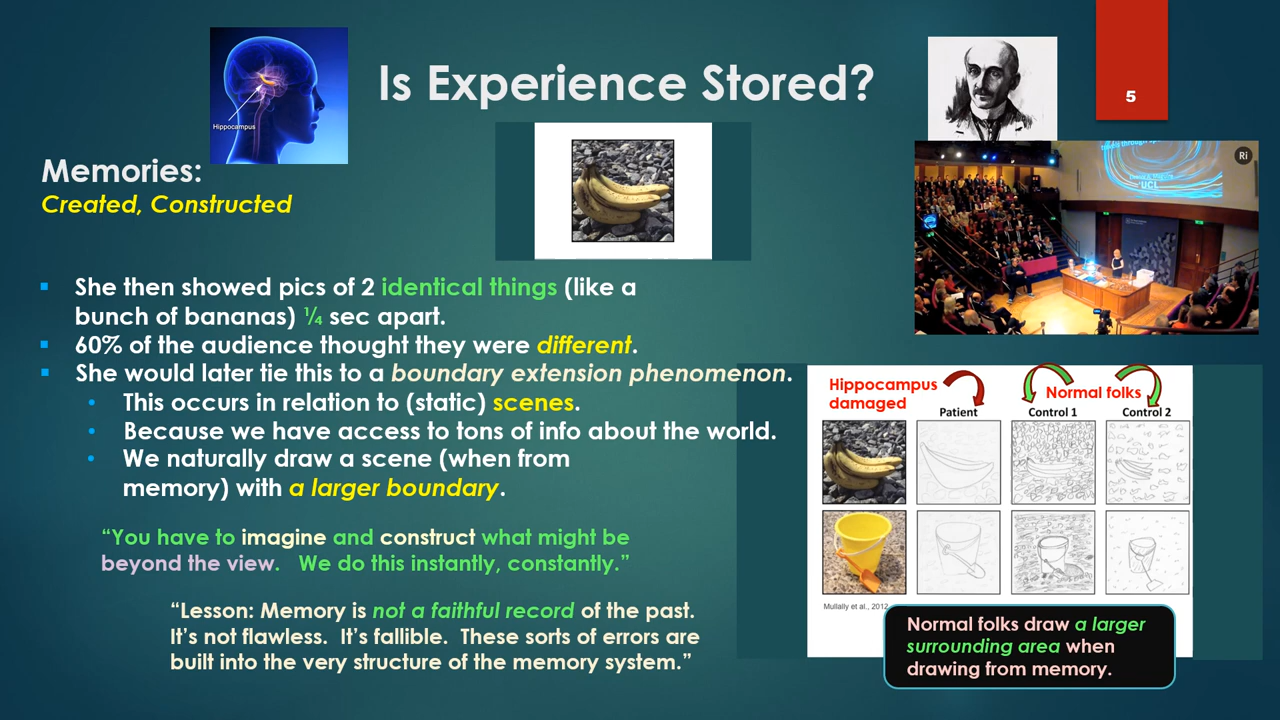 Is Experience Stored?
5
Hippocampus
Ri
UCL
Memories:
Created, Constructed
She then showed pics of 2 identical things (like a
bunch of bananas) ¼ sec apart.
60% of the audience thought they were different.
She would later tie this to a boundary extension phenomenon.
This occurs in relation to (static) scenes.
Because we have access to tons of info about the world.
We naturally draw a scene (when from
memory) with a larger boundary.
“You have to imagine and construct what might be
beyond the view. We do this instantly, constantly.”
“Lesson: Memory is not a faithful record of the past.
It’s not flawless. It’s fallible. These sorts of errors are
built into the very structure of the memory system.”
Hippocampus
damaged
Normal folks
Patient
Control 1
Control 2
Mullally et al., 2012
Normal folks draw a larger
surrounding area when
drawing from memory.